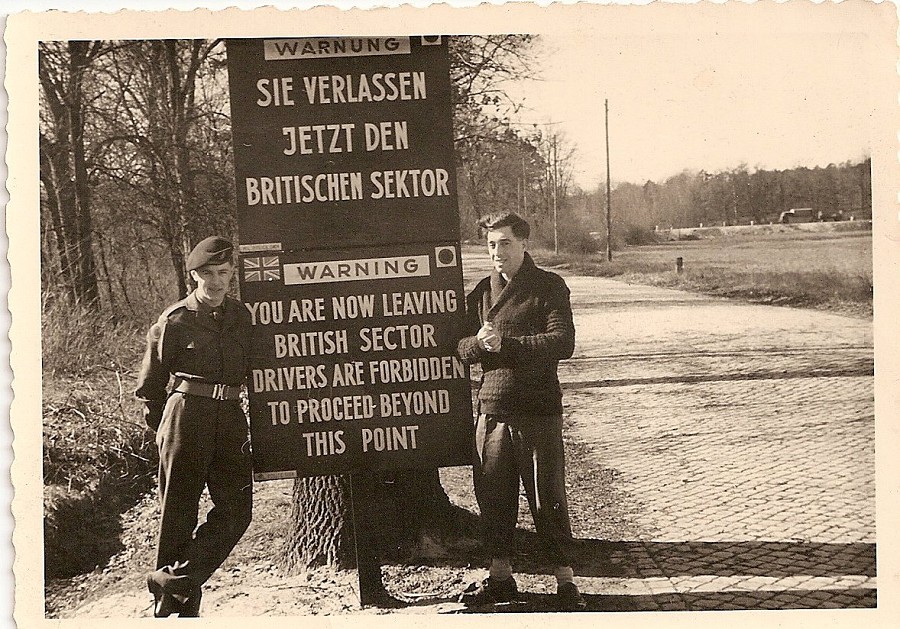 WARNUNG
SIE VERLASSEN
JETZT DEN
BRITISCHEN SEKTOR
WARNING
YOU ARE NOW LEAVING
BRITISH SECTOR
DRIVERS ARE FORBIDDEN
TO PROCEED BEYOND
THIS POINT